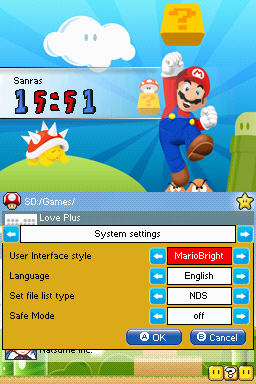 Sanras
15:51
SD:/Games/
Love Plus
System settings
User Interface style MarioBright
Language English
Set file list type NDS
Safe Mode off
A OK B Cancel
Natsume Inc.
?